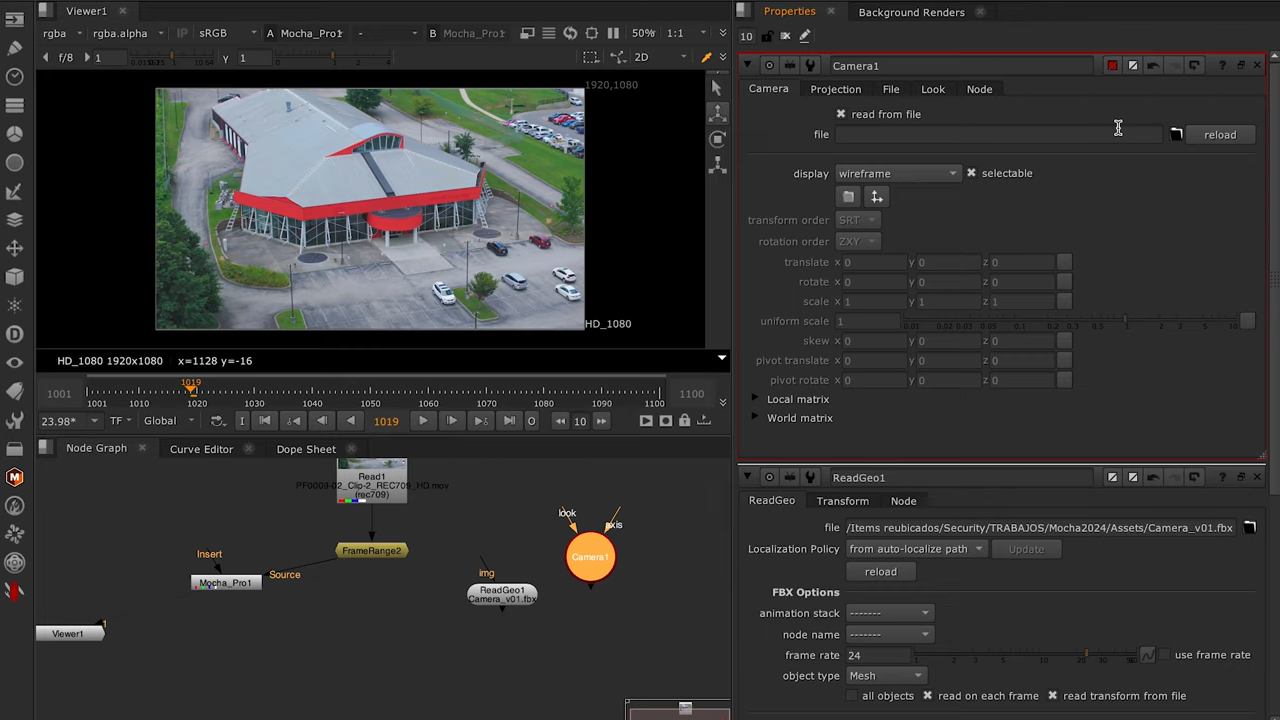 Viewer1
Properties
Background Renders
rgba
rgba.alpha
IP
sRGB
A
Mocha_Pro1
-
B
Mocha_Pro1
50%
1:1
10
f/8
1
Y
1
2D
1920,1080
HD_1080
HD_1080 1920x1080
x=1128 y=-16
1019
1001
1001
1010
1020
1030
1040
1050
1060
1070
1080
1090
1100
1100
23.98*
TF
Global
I
1019
O
10
Node Graph
Curve Editor
Dope Sheet
Read1
PF0009-02_Clip-2_REC709_HD.mov
(rec709)
FrameRange2
Insert
Source
Mocha_Pro1
Viewer1
1
img
ReadGeo1
Camera_v01.fbx
look
axis
Camera1
Camera1
Camera
Projection
File
Look
Node
read from file
file
reload
display
wireframe
selectable
transform order
SRT
rotation order
ZXY
translate x 0 y 0 z 0
rotate x 0 y 0 z 0
scale x 1 y 1 z 1
uniform scale 1
skew x 0 y 0 z 0
pivot translate x 0 y 0 z 0
pivot rotate x 0 y 0 z 0
Local matrix
World matrix
ReadGeo1
ReadGeo
Transform
Node
file /Items reubicados/Security/TRABAJOS/Mocha2024/Assets/Camera_v01.fbx
Localization Policy
from auto-localize path
Update
reload
FBX Options
animation stack
-------
node name
-------
frame rate 24
use frame rate
object type
Mesh
all objects
read on each frame
read transform from file